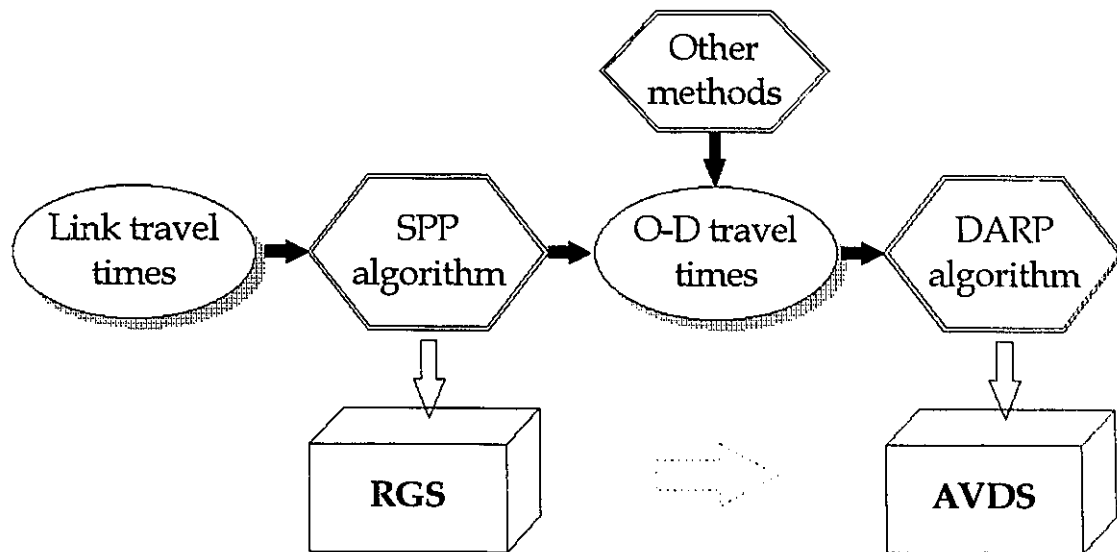 Other
methods
Link travel
times
SPP
algorithm
O-D travel
times
DARP
algorithm
RGS
AVDS